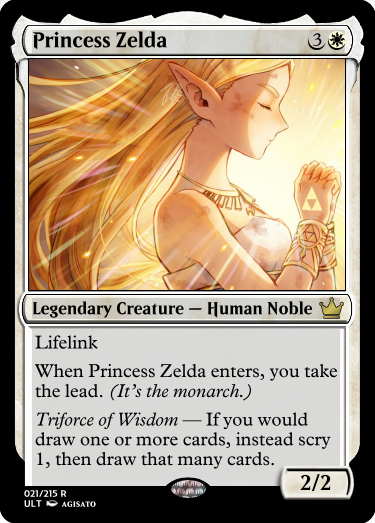 Princess Zelda 3
Legendary Creature — Human Noble
Lifelink
When Princess Zelda enters, you take
the lead. (It's the monarch.)
Triforce of Wisdom — If you would
draw one or more cards, instead scry
1, then draw that many cards.
2/2
021/215 R
ULT AGISATO